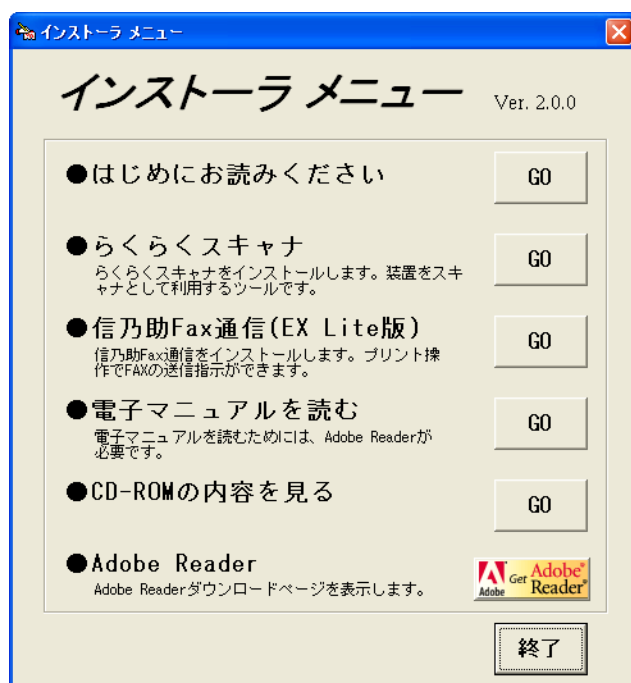 インストーラ メニュー
インストーラ メニュー Ver. 2.0.0
●はじめにお読みください GO
●らくらくスキャナ GO
らくらくスキャナをインストールします。装置をスキ
ャナとして利用するツールです。
●信乃助Fax通信(EX Lite版) GO
信乃助Fax通信をインストールします。プリント操
作でFAXの送信指示ができます。
●電子マニュアルを読む GO
電子マニュアルを読むためには、Adobe Readerが
必要です。
●CD-ROMの内容を見る GO
●Adobe Reader
Adobe Readerダウンロードページを表示します。
Adobe Get Adobe® Reader®
終了